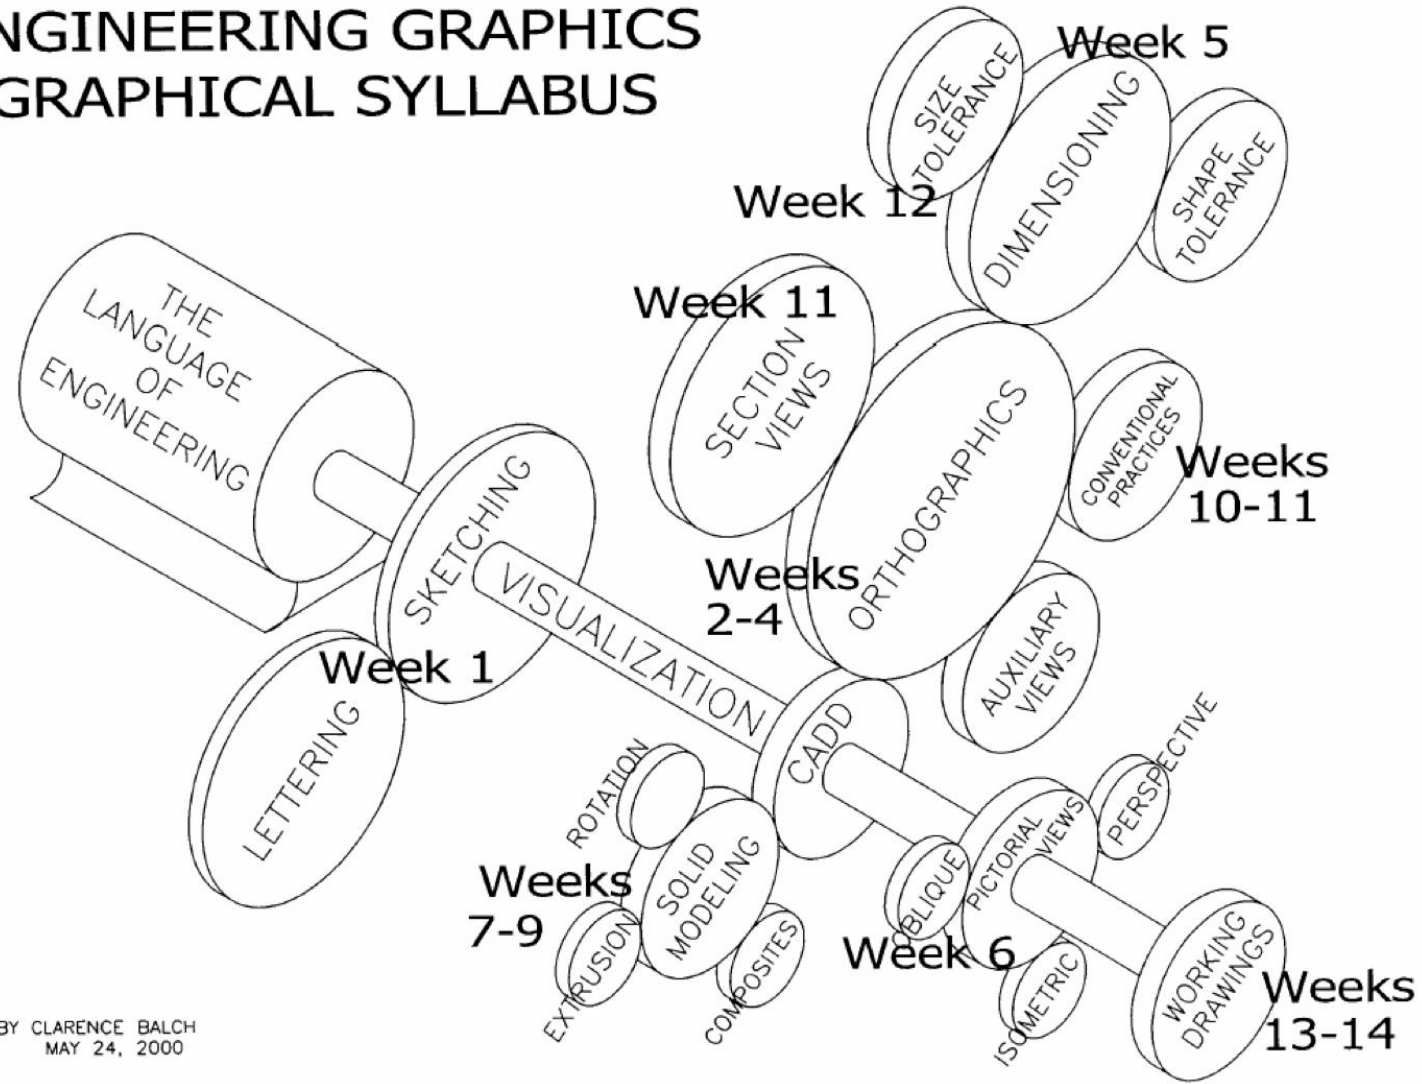 NGINEERING GRAPHICS
GRAPHICAL SYLLABUS
Week 5
SIZE
TOLERANCE
DIMENSIONING
SHAPE
TOLERANCE
Week 12
THE
LANGUAGE
OF
ENGINEERING
Week 11
SECTION
VIEWS
ORTHOGRAPHICS
CONVENTIONAL
PRACTICES
Weeks
10-11
SKETCHING
Weeks
2-4
AUXILIARY
VIEWS
VISUALIZATION
Week 1
LETTERING
CADD
ROTATION
SOLID
MODELING
Weeks
7-9
EXTRUSION
COMPOSITES
PERSPECTIVE
PICTORIAL
VIEWS
OBLIQUE
Week 6
ISOMETRIC
WORKING
DRAWINGS
Weeks
13-14
BY CLARENCE BALCH
MAY 24, 2000